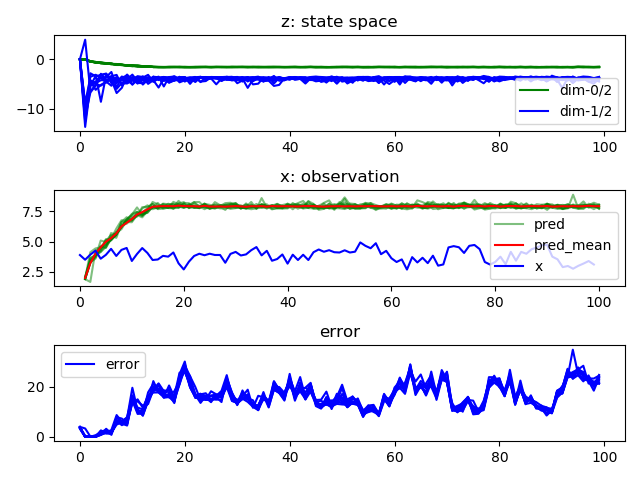 z: state space
0
−10
dim-0/2
dim-1/2
0 20 40 60 80 100
x: observation
7.5
5.0
2.5
pred
pred_mean
x
0 20 40 60 80 100
error
20
0
error
0 20 40 60 80 100